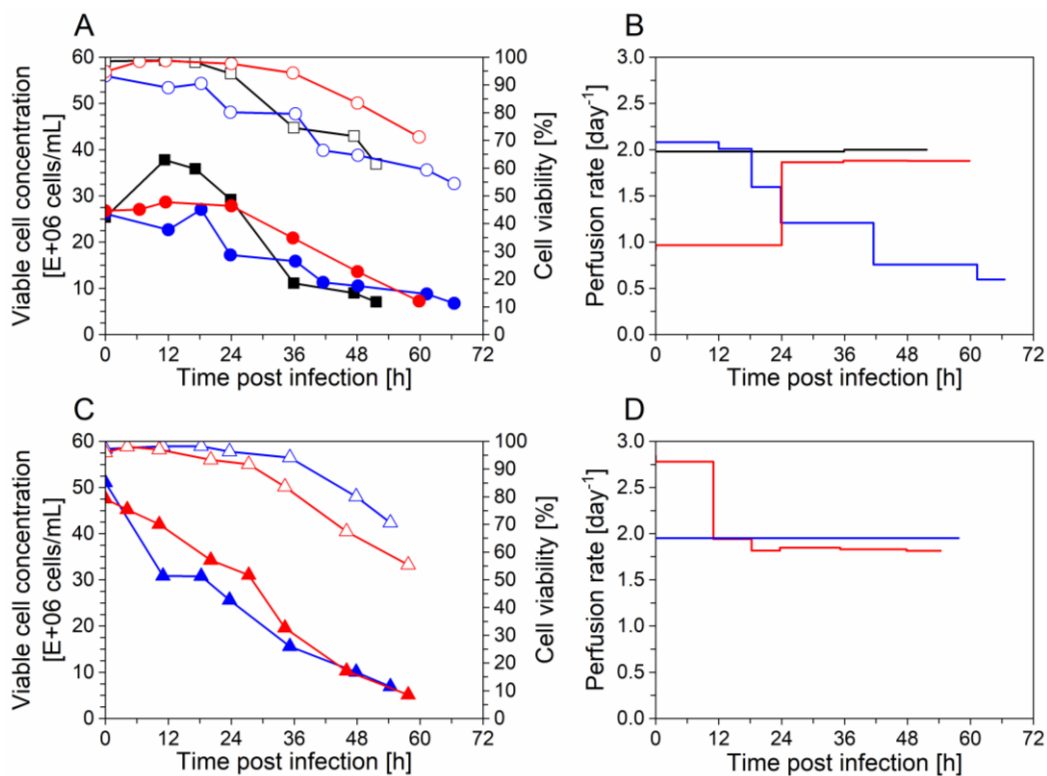 A
B
60
50
40
30
20
10
0
100
90
80
70
60
50
40
30
20
10
0
Viable cell concentration
[E+06 cells/mL]
Cell viability [%]
0 12 24 36 48 60 72
Time post infection [h]
3.0
2.5
2.0
1.5
1.0
0.5
0.0
Perfusion rate [day-1]
0 12 24 36 48 60 72
Time post infection [h]
C
D
60
50
40
30
20
10
0
100
90
80
70
60
50
40
30
20
10
0
Viable cell concentration
[E+06 cells/mL]
Cell viability [%]
0 12 24 36 48 60 72
Time post infection [h]
3.0
2.5
2.0
1.5
1.0
0.5
0.0
Perfusion rate [day-1]
0 12 24 36 48 60 72
Time post infection [h]